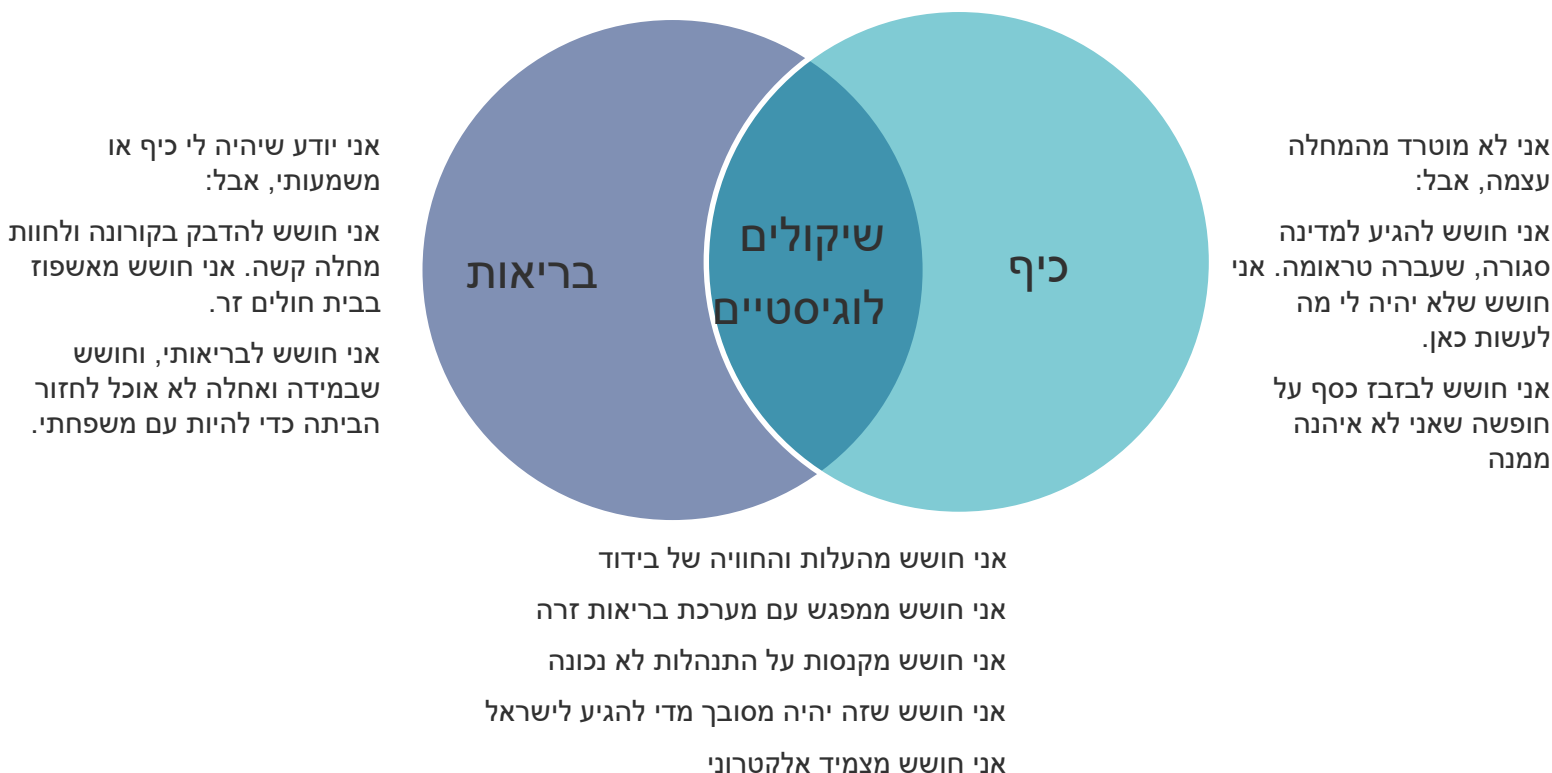 אני לא מוטרד מהמחלה
עצמה, אבל:
אני חושש להגיע למדינה
סגורה, שעברה טראומה. אני
חושש שלא יהיה לי מה
לעשות כאן.
אני חושש לבזבז כסף על
חופשה שאני לא איהנה
ממנה
כיף
שיקולים
לוגיסטיים
בריאות
אני יודע שיהיה לי כיף או
משמעותי, אבל:
אני חושש להדבק בקורונה ולחוות
מחלה קשה. אני חושש מאשפוז
בבית חולים זר.
אני חושש לבריאותי, וחושש
שבמידה ואחלה לא אוכל לחזור
הביתה כדי להיות עם משפחתי.
אני חושש מהעלות והחוויה של בידוד
אני חושש ממפגש עם מערכת בריאות זרה
אני חושש מקנסות על התנהלות לא נכונה
אני חושש שזה יהיה מסובך מדי להגיע לישראל
אני חושש מצמיד אלקטרוני